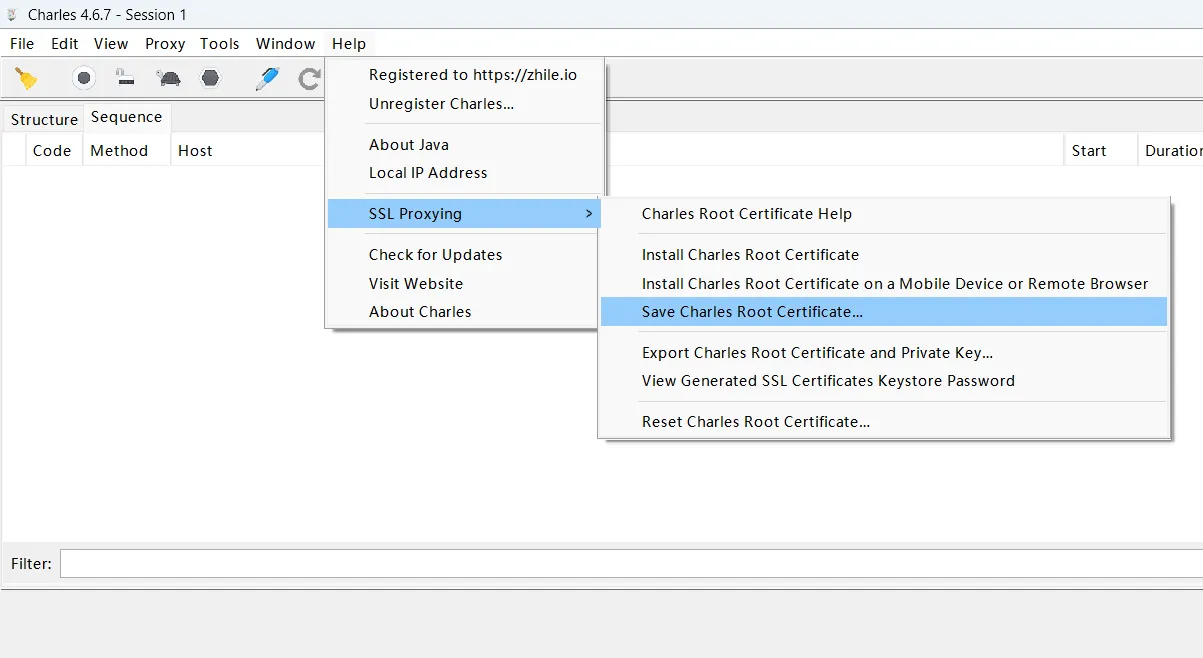 Charles 4.6.7 - Session 1
File Edit View Proxy Tools Window Help
Registered to https://zhile.io
Unregister Charles...
About Java
Local IP Address
SSL Proxying >
Check for Updates
Visit Website
About Charles
Charles Root Certificate Help
Install Charles Root Certificate
Install Charles Root Certificate on a Mobile Device or Remote Browser
Save Charles Root Certificate...
Export Charles Root Certificate and Private Key...
View Generated SSL Certificates Keystore Password
Reset Charles Root Certificate...
Structure Sequence
Code Method Host Start Duration
Filter: